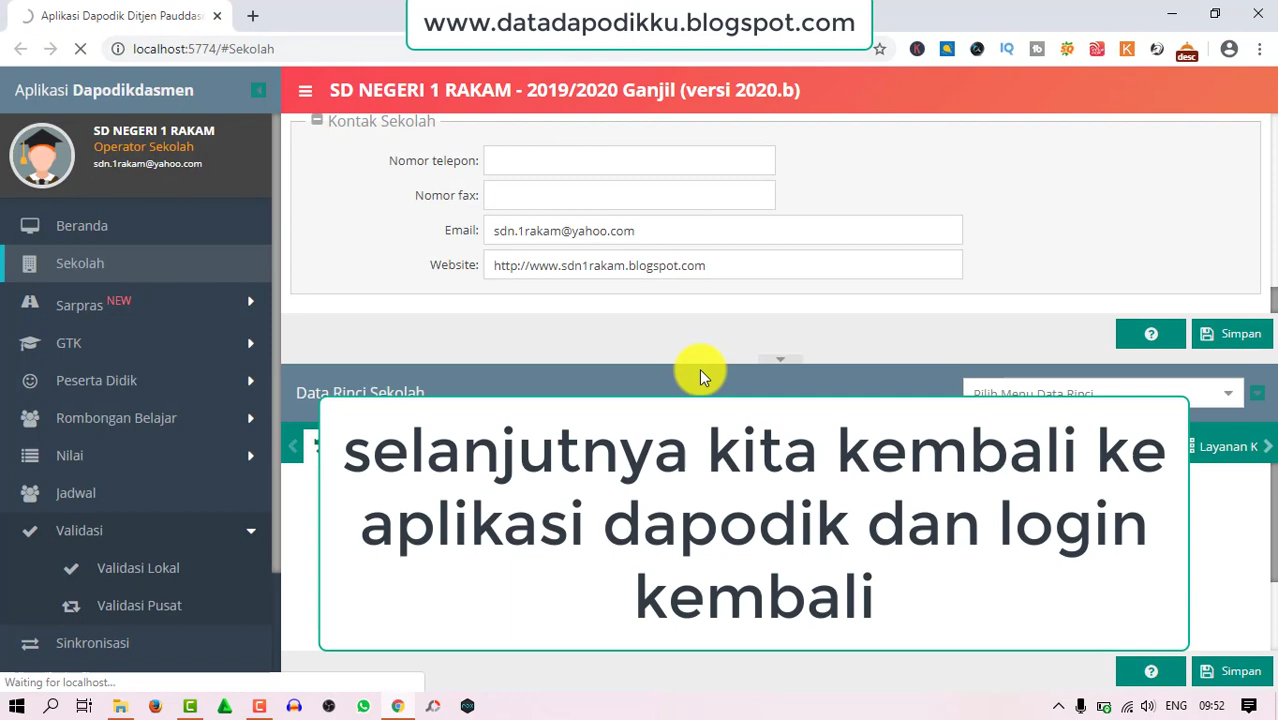 Aplikasi Dapodik Ditjen Pauddas
www.datadapodikku.blogspot.com
localhost:5774/#Sekolah
IQ
desc
Aplikasi Dapodikdasmen
SD NEGERI 1 RAKAM - 2019/2020 Ganjil (versi 2020.b)
SD NEGERI 1 RAKAM
Operator Sekolah
sdn.1rakam@yahoo.com
Beranda
Sekolah
Sarpras NEW
GTK
Peserta Didik
Rombongan Belajar
Nilai
Jadwal
Validasi
Validasi Lokal
Validasi Pusat
Sinkronisasi
Kontak Sekolah
Nomor telepon:
Nomor fax:
Email: sdn.1rakam@yahoo.com
Website: http://www.sdn1rakam.blogspot.com
Simpan
Data Rinci Sekolah
Pilih Menu Data Rinci
Layanan K
selanjutnya kita kembali ke
aplikasi dapodik dan login
kembali
Simpan
Waiting for localhost...
ENG
09:52